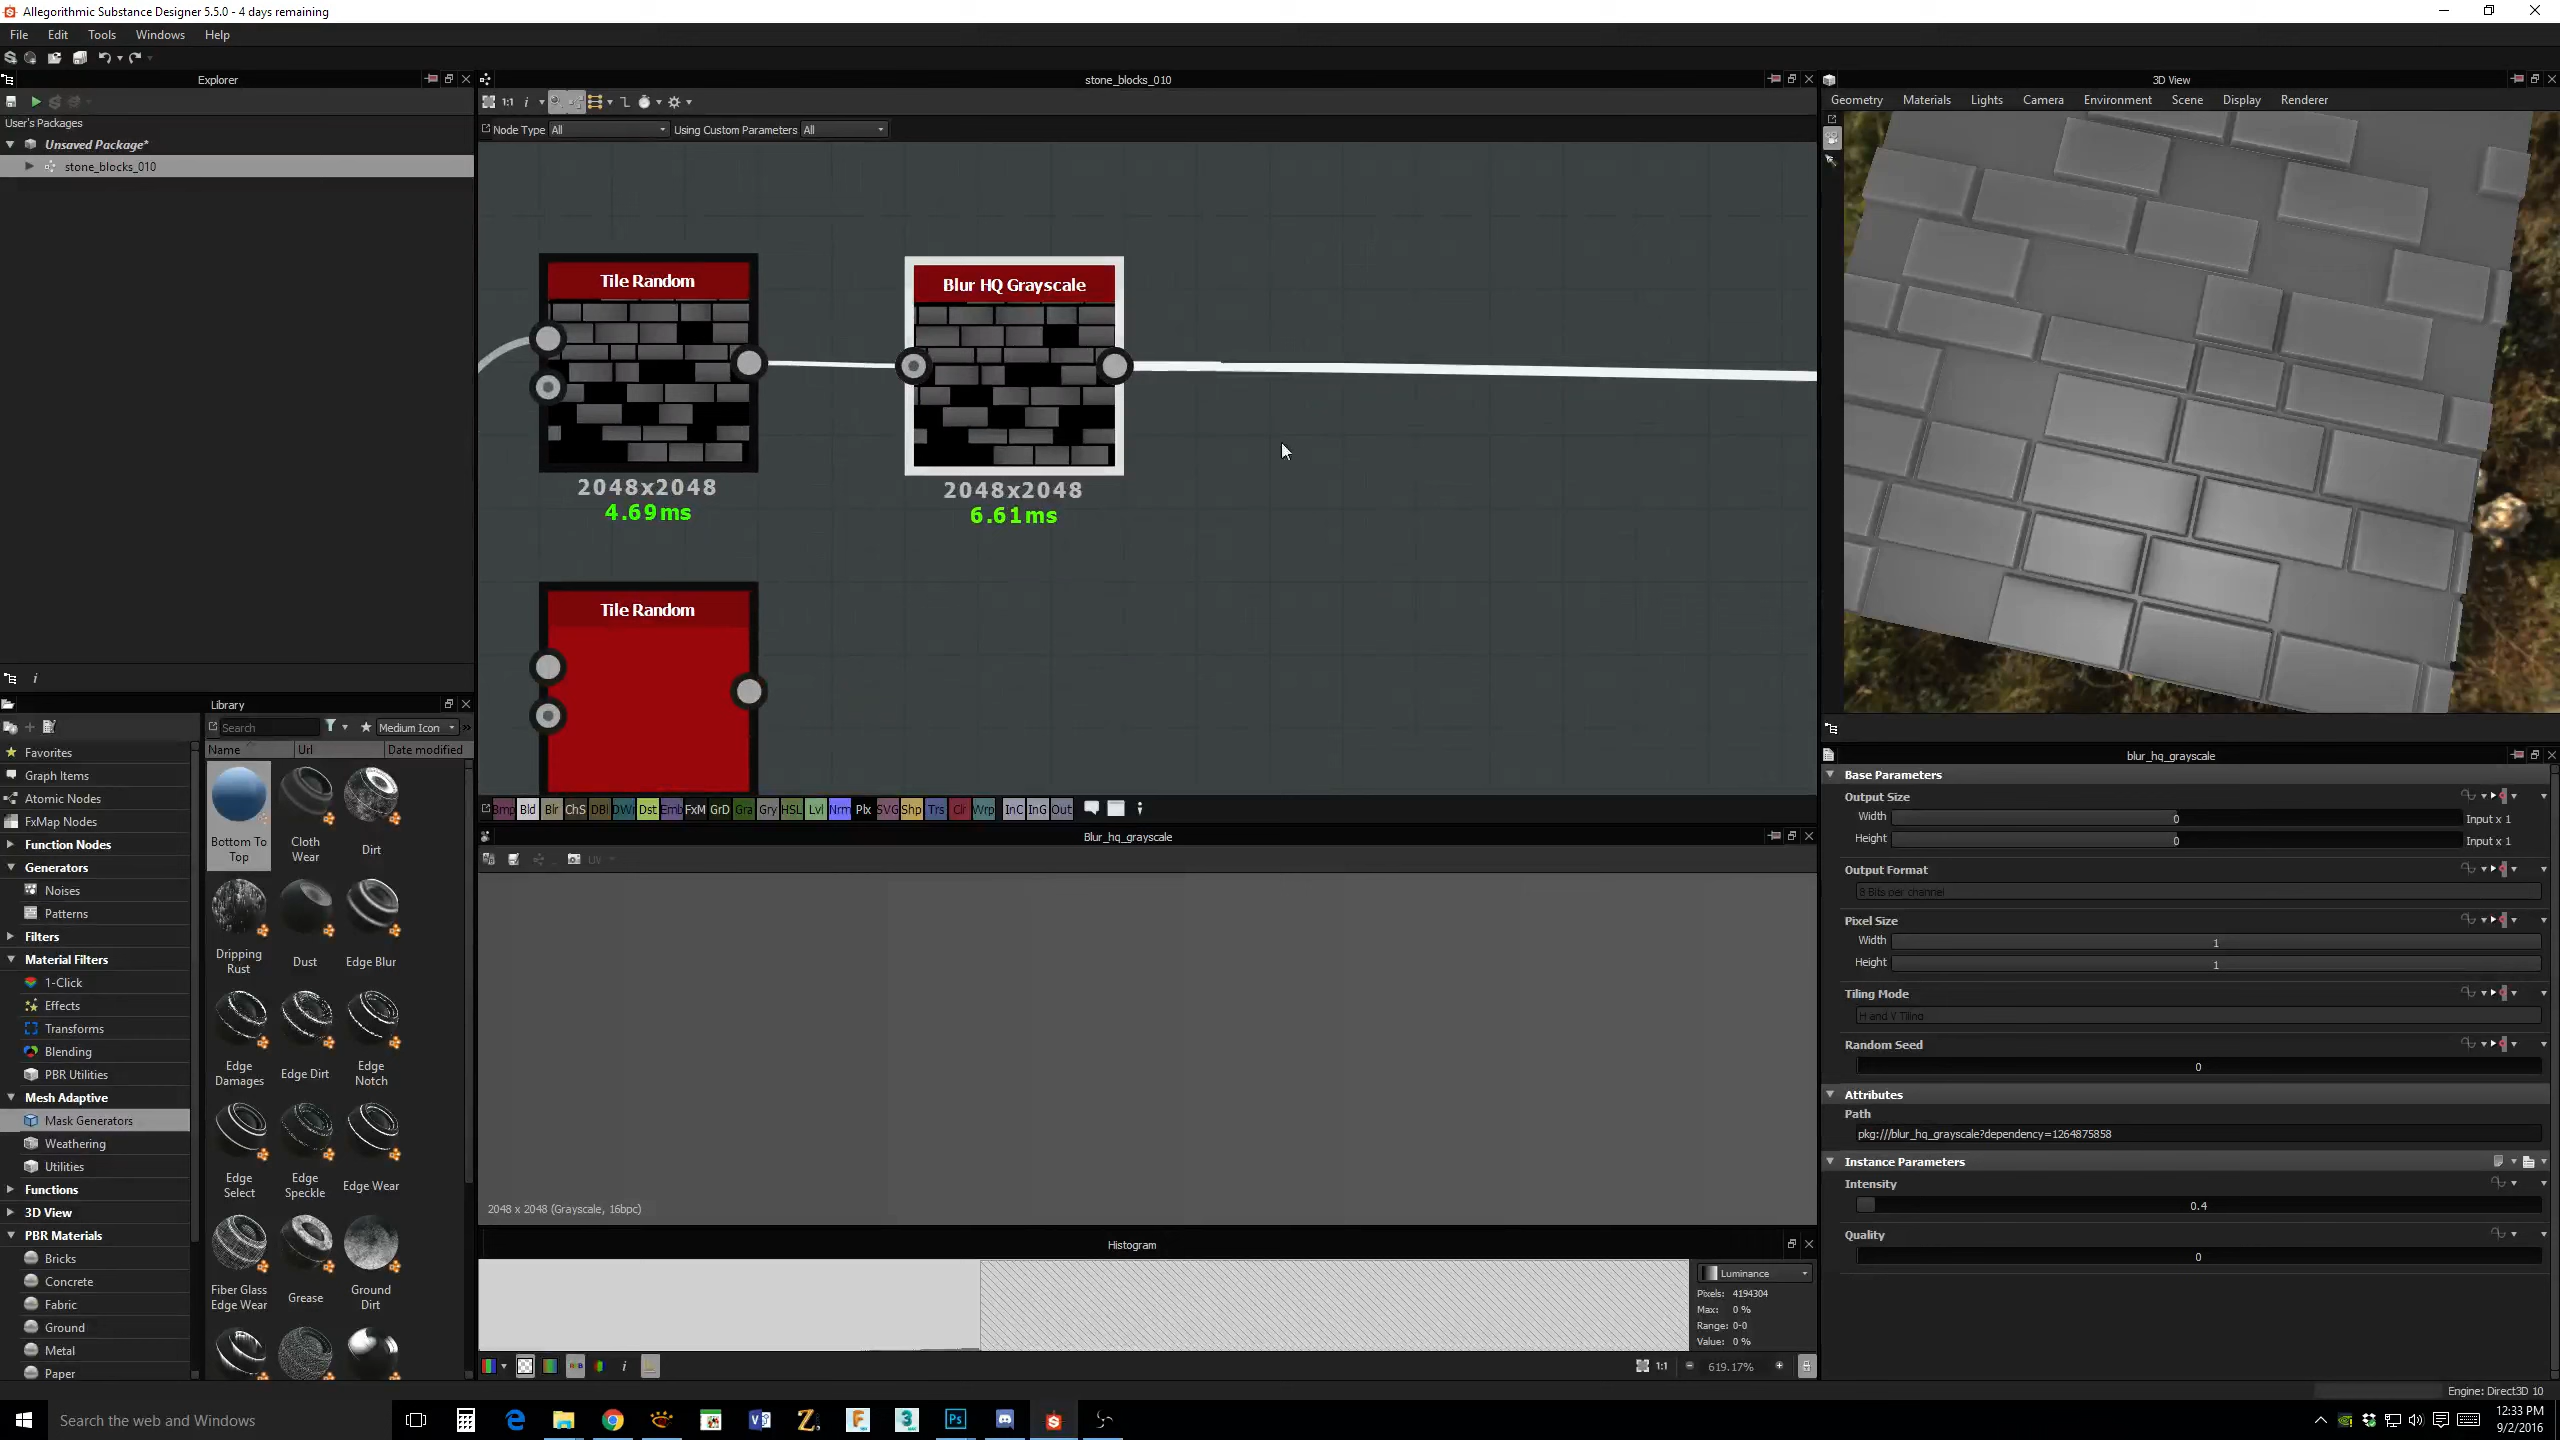 Allegorithmic Substance Designer 5.5.0 - 4 days remaining
File Edit Tools Windows Help
Explorer
User's Packages
Unsaved Package*
stone_blocks_010
stone_blocks_010
1:1
Node Type All Using Custom Parameters All
Tile Random
2048x2048
4.69ms
Blur HQ Grayscale
2048x2048
6.61ms
Tile Random
Bmp Bld Blr ChS DBl DWr Dst Emb FxM GrD Gra Gry HSL Lvl Nrm Plx SVG Shp Trs Clr Wrp InC InG Out
3D View
Geometry Materials Lights Camera Environment Scene Display Renderer
Library
Search
Medium Icon
Name Url Date modified
Favorites
Graph Items
Atomic Nodes
FxMap Nodes
Function Nodes
Generators
Noises
Patterns
Filters
Material Filters
1-Click
Effects
Transforms
Blending
PBR Utilities
Mesh Adaptive
Mask Generators
Weathering
Utilities
Functions
3D View
PBR Materials
Bricks
Concrete
Fabric
Ground
Metal
Paper
Bottom To Top
Cloth Wear
Dirt
Dripping Rust
Dust
Edge Blur
Edge Damages
Edge Dirt
Edge Notch
Edge Select
Edge Speckle
Edge Wear
Fiber Glass Edge Wear
Grease
Ground Dirt
Blur_hq_grayscale
UV
2048 x 2048 (Grayscale, 16bpc)
Histogram
Luminance
Pixels: 4194304
Max: 0 %
Range: 0-0
Value: 0 %
1:1
619.17%
blur_hq_grayscale
Base Parameters
Output Size
Width 0 Input x 1
Height 0 Input x 1
Output Format
8 Bits per channel
Pixel Size
Width 1
Height 1
Tiling Mode
H and V Tiling
Random Seed
0
Attributes
Path
pkg:///blur_hq_grayscale?dependency=1264875858
Instance Parameters
Intensity
0.4
Quality
0
Engine: Direct3D 10
Search the web and Windows
12:33 PM
9/2/2016